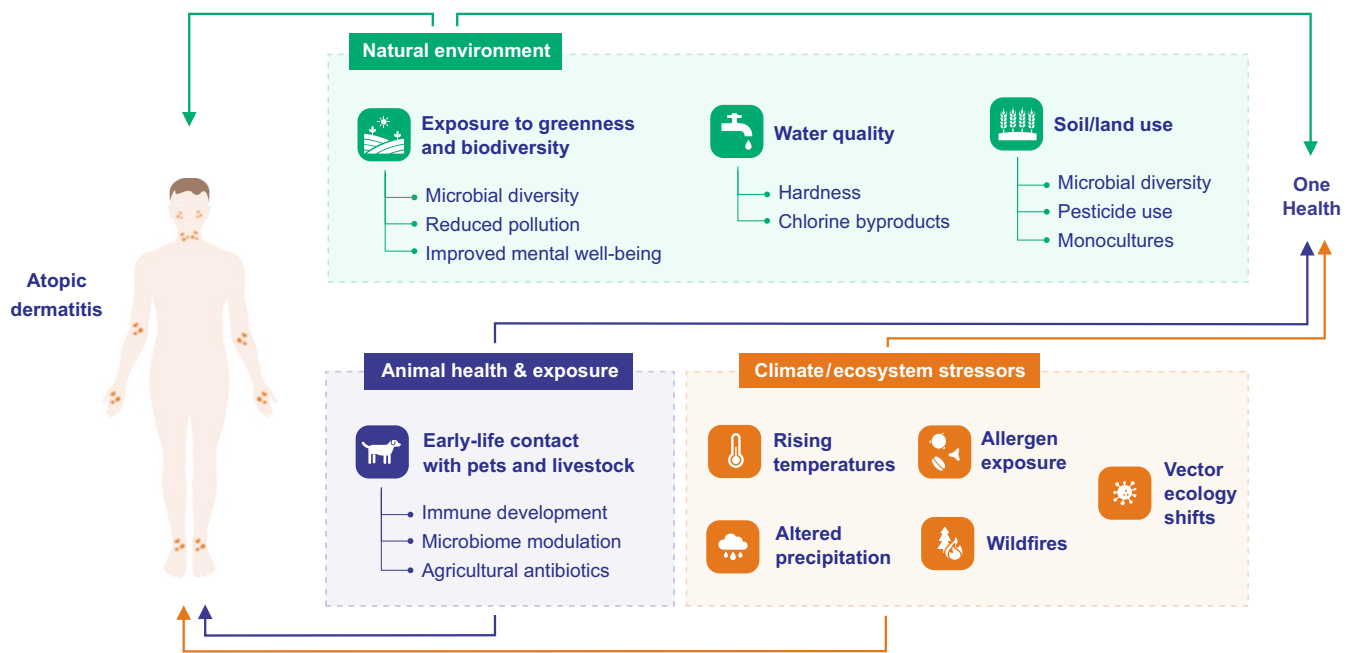 Natural environment
Exposure to greenness
and biodiversity
Microbial diversity
Reduced pollution
Improved mental well-being
Water quality
Hardness
Chlorine byproducts
Soil/land use
Microbial diversity
Pesticide use
Monocultures
One
Health
Atopic
dermatitis
Animal health & exposure
Early-life contact
with pets and livestock
Immune development
Microbiome modulation
Agricultural antibiotics
Climate/ecosystem stressors
Rising
temperatures
Allergen
exposure
Vector
ecology
shifts
Altered
precipitation
Wildfires